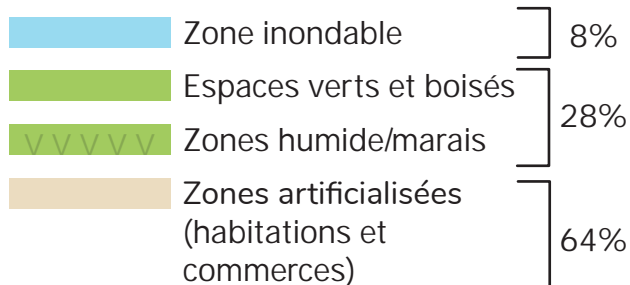 Zone inondable
8%
Espaces verts et boisés
28%
Zones humide/marais
Zones artificialisées
(habitations et
64%
commerces)